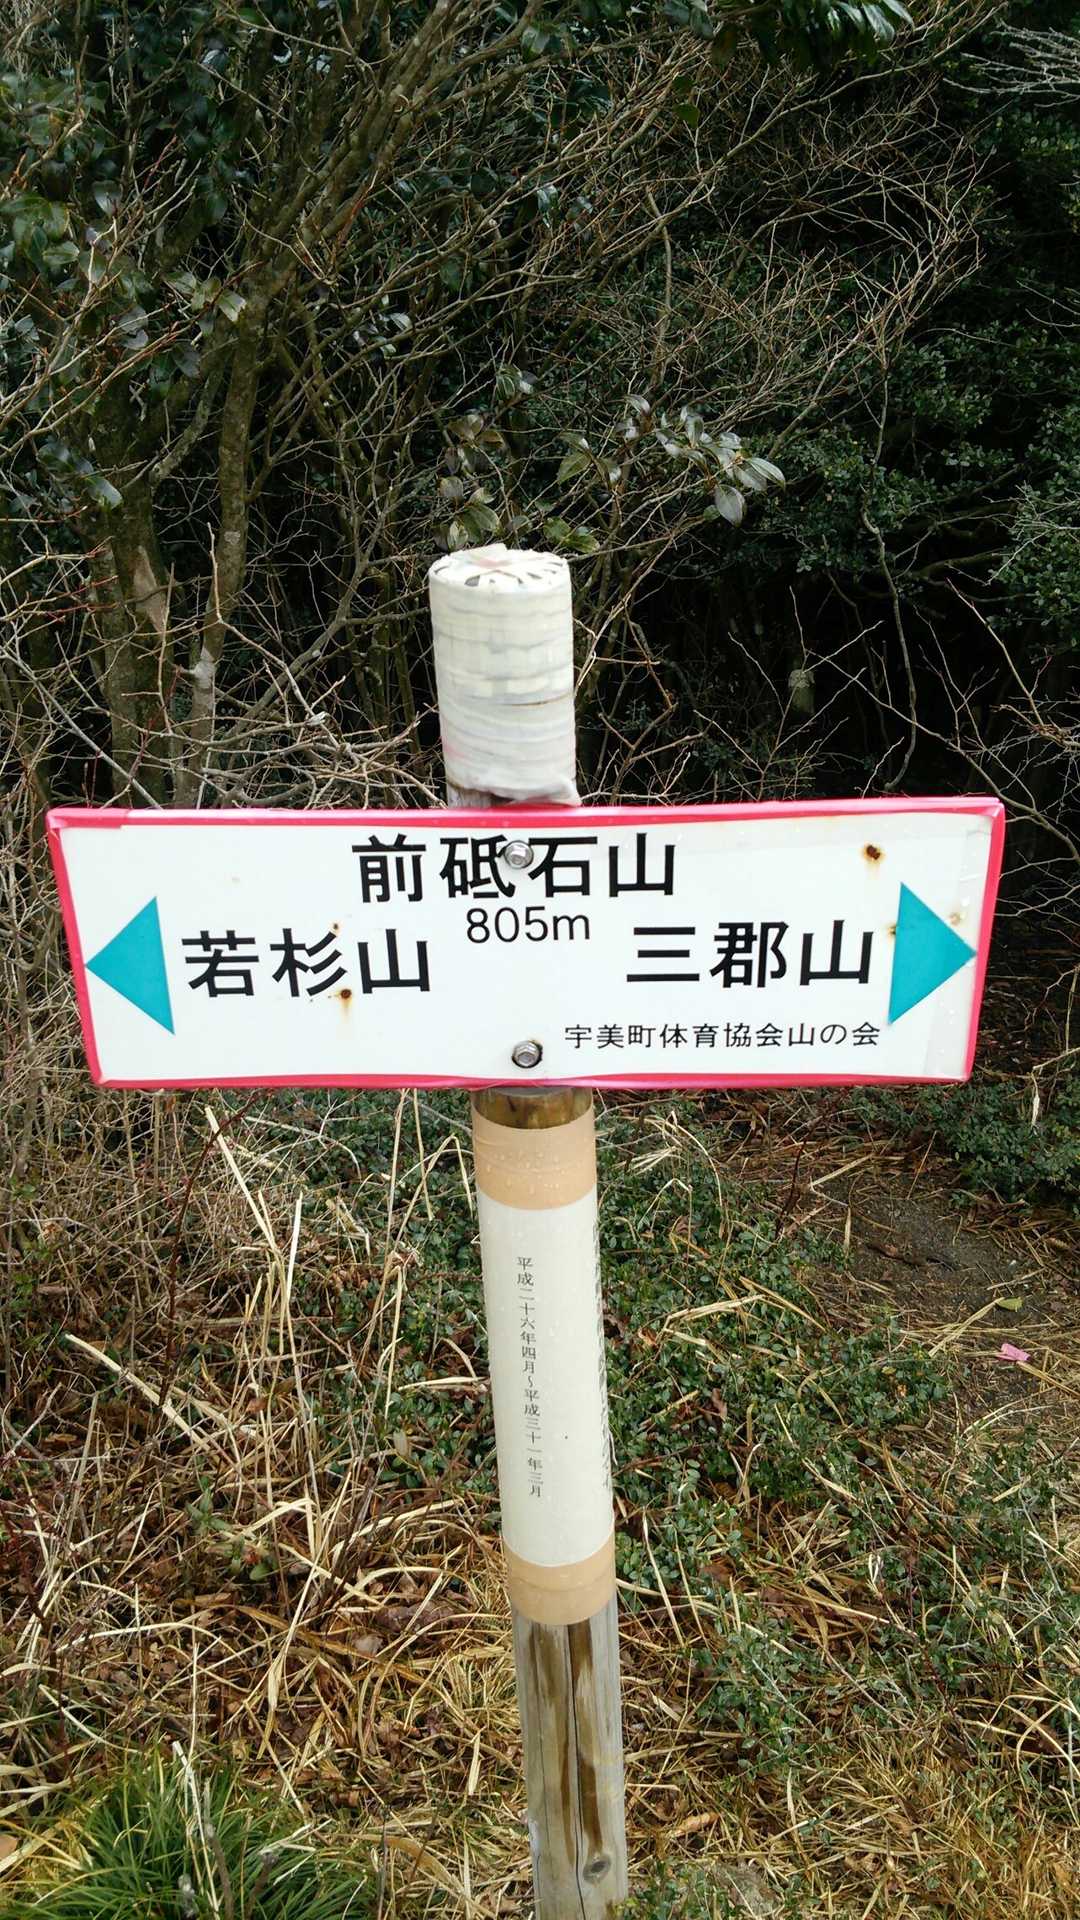 前砥石山
805m
若杉山 三郡山
宇美町体育協会山の会
平成二十六年四月〜平成三十一年三月